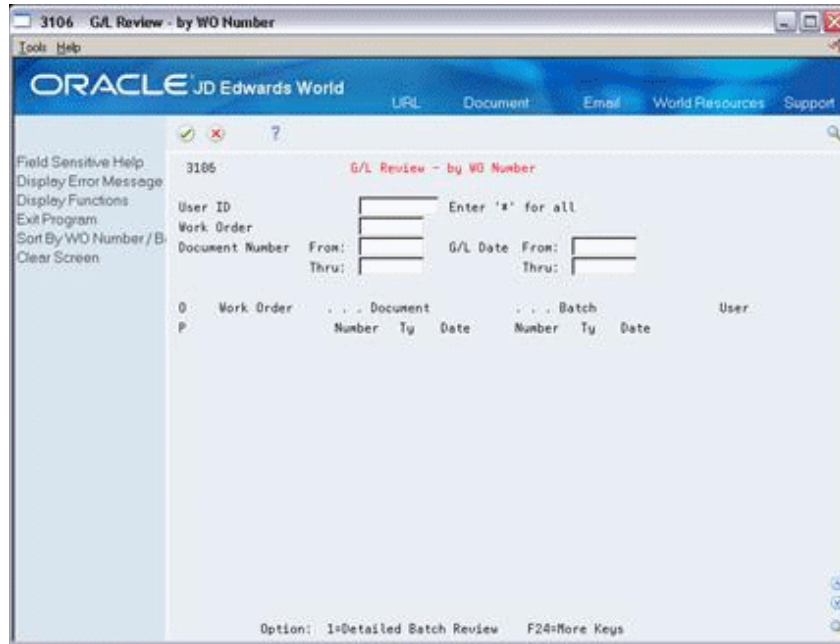 3106 G/L Review - by WO Number
Tools Help
ORACLE JD Edwards World
URL Document Email World Resources Support
?
Field Sensitive Help
Display Error Message
Display Functions
Exit Program
Sort By WO Number / B
Clear Screen
3106 G/L Review - by WO Number
User ID Enter '*' for all
Work Order
Document Number From: G/L Date From:
Thru: Thru:
O Work Order . . . Document . . . Batch User
P Number Ty Date Number Ty Date
Option: 1=Detailed Batch Review F24=More Keys